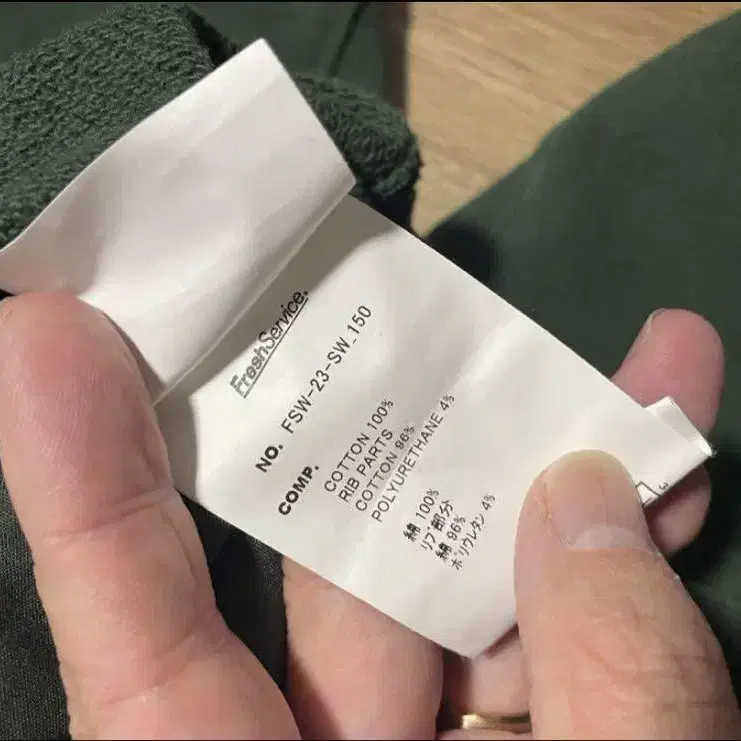 FreshService.
NO. FSW-23-SW_150
COMP.
COTTON 100%
RIB PARTS
COTTON 96%
POLYURETHANE 4%
綿 100%
リブ部分
綿 96%
ポリウレタン 4%